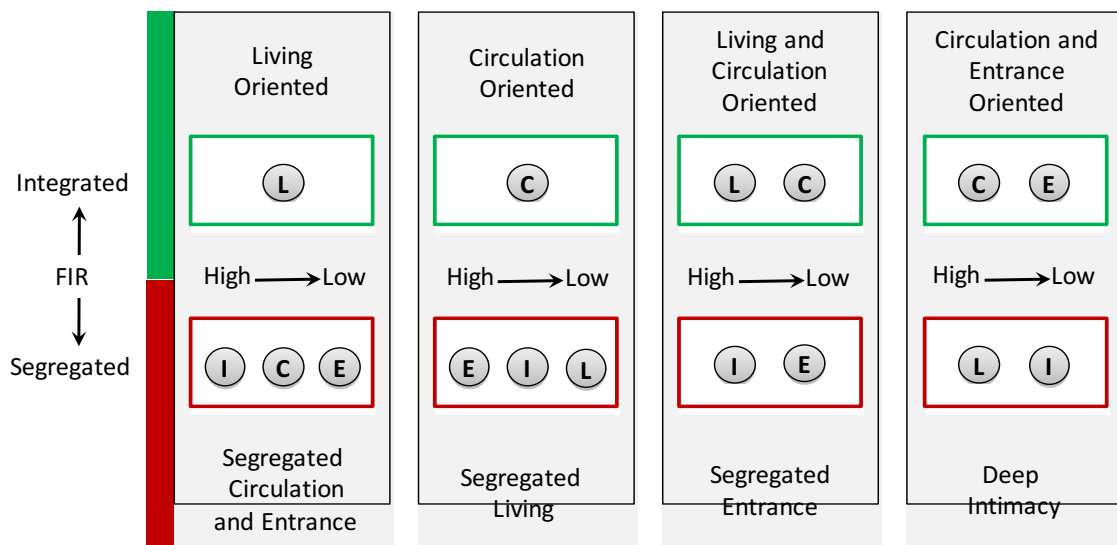 Living
Oriented
Circulation
Oriented
Living and
Circulation
Oriented
Circulation and
Entrance
Oriented
L
C
L C
C E
Integrated
FIR
Segregated
High Low
High Low
High Low
High Low
I C E
E I L
I E
L I
Segregated
Circulation
and Entrance
Segregated
Living
Segregated
Entrance
Deep
Intimacy